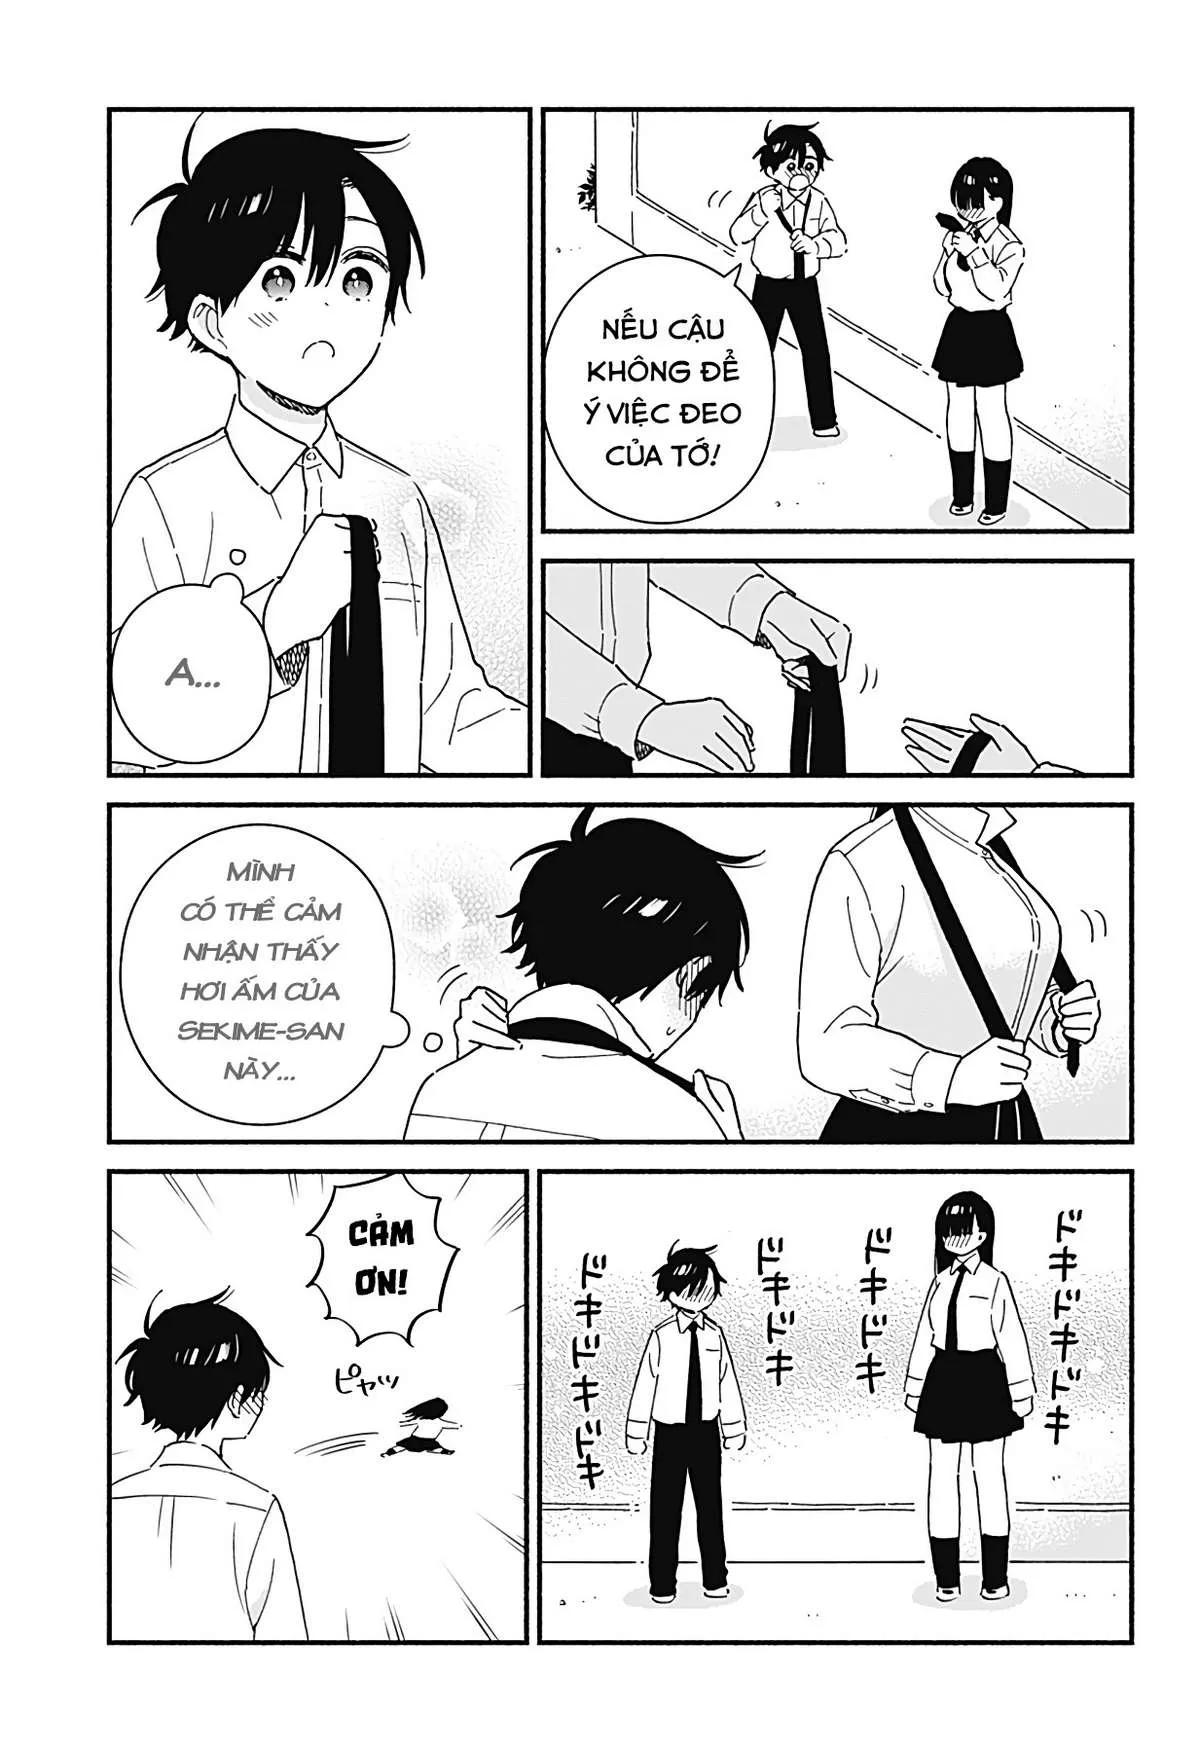 NẾU CẬU
KHÔNG ĐỂ
Ý VIỆC ĐEO
CỦA TỚ!
A...
MÌNH
CÓ THỂ CẢM
NHẬN THẤY
HƠI ẤM CỦA
SEKIME-SAN
NÀY...
ドキドキドキ
ドキドキ
ドキドキ
ドキドキドキ
CẢM
ƠN!
ピャッ